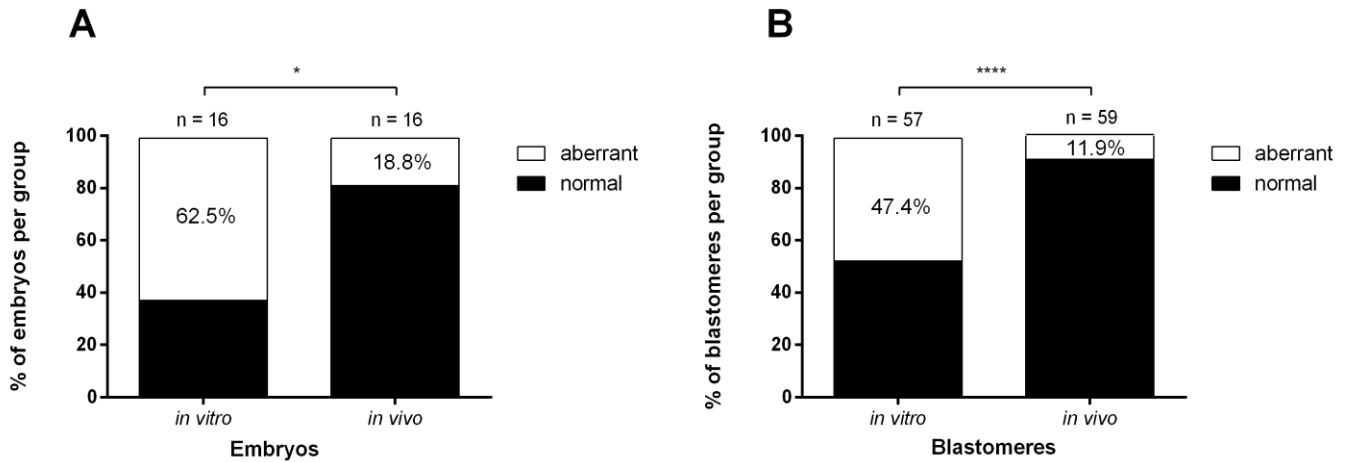 A
*
n = 16
n = 16
% of embryos per group
100
80
60
40
20
0
62.5%
18.8%
aberrant
normal
in vitro
in vivo
Embryos
B
****
n = 57
n = 59
% of blastomeres per group
100
80
60
40
20
0
47.4%
11.9%
aberrant
normal
in vitro
in vivo
Blastomeres